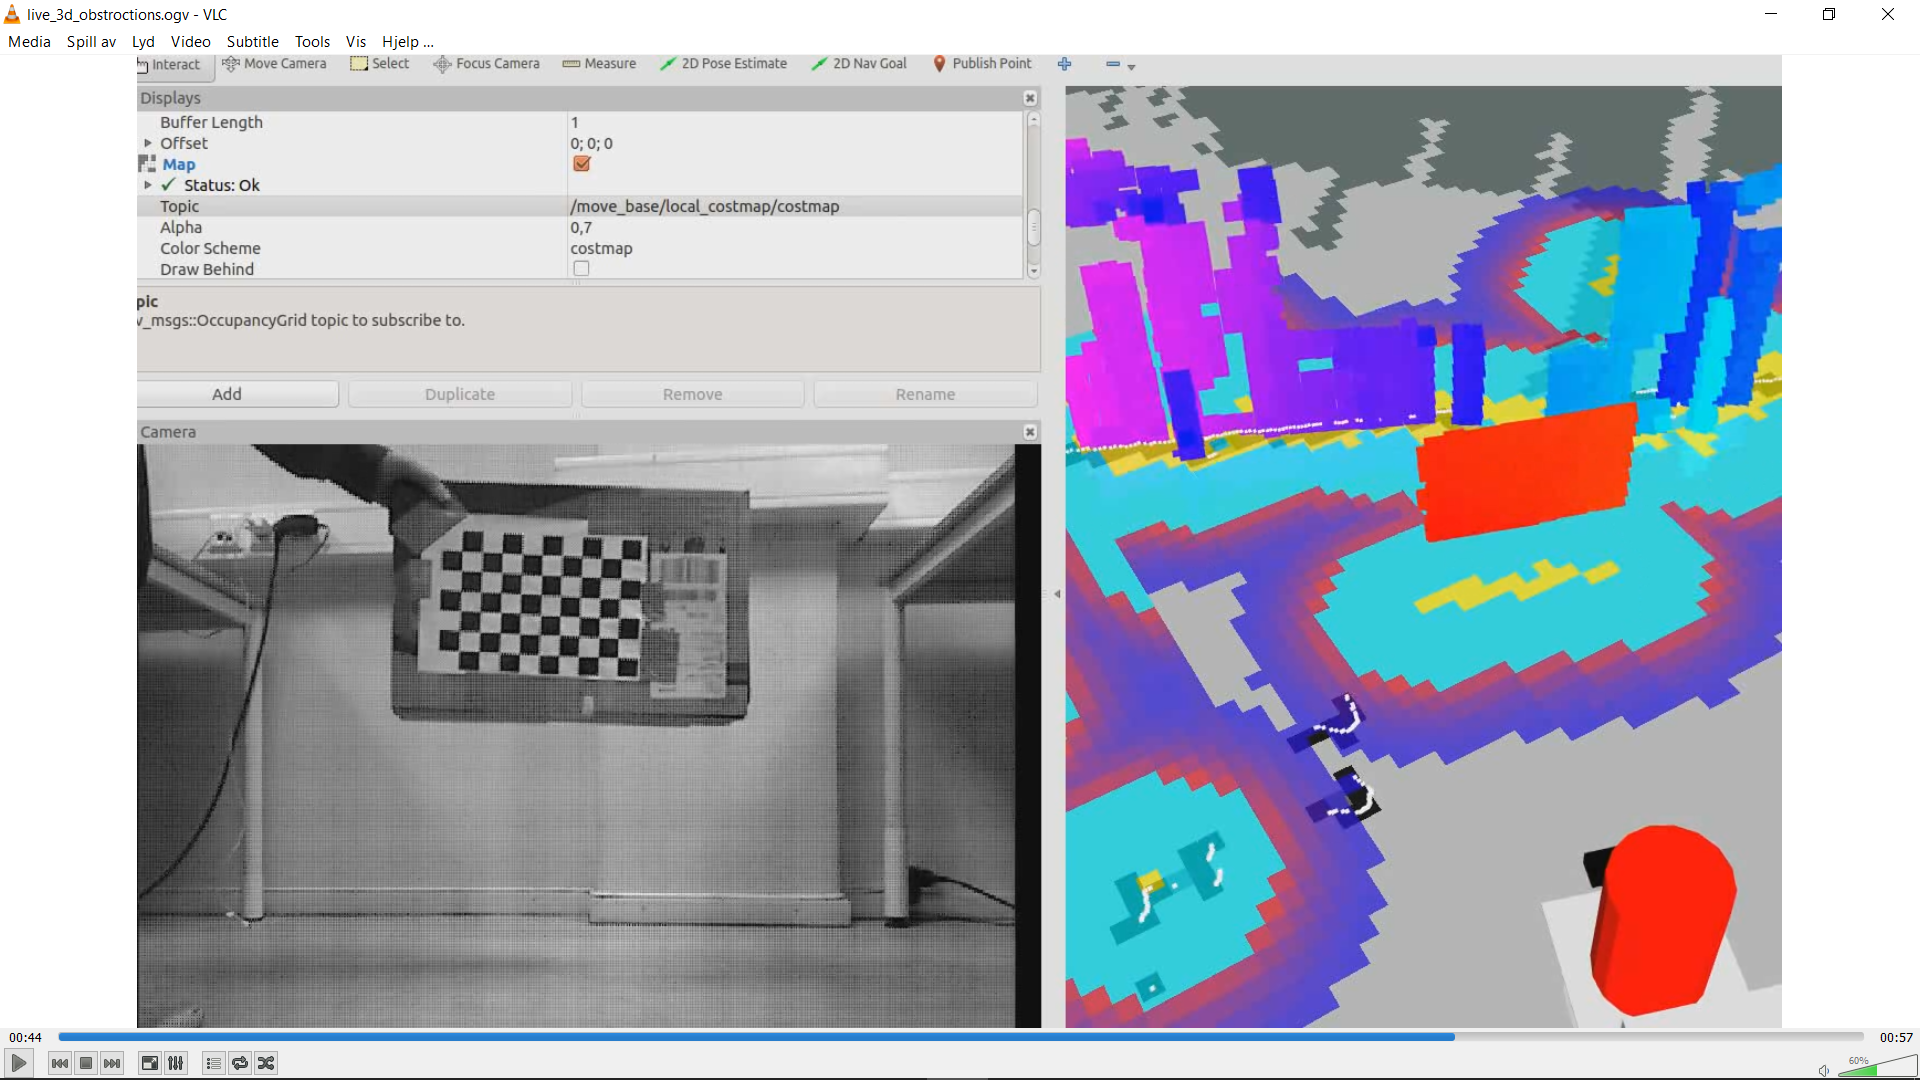 live_3d_obstructions.ogv - VLC
Media Spill av Lyd Video Subtitle Tools Vis Hjelp ...
Interact Move Camera Select Focus Camera Measure 2D Pose Estimate 2D Nav Goal Publish Point
Displays
Buffer Length 1
Offset 0; 0; 0
Map
Status: Ok
Topic /move_base/local_costmap/costmap
Alpha 0,7
Color Scheme costmap
Draw Behind
pic
_msgs::OccupancyGrid topic to subscribe to.
Add Duplicate Remove Rename
Camera
00:44 00:57
60%